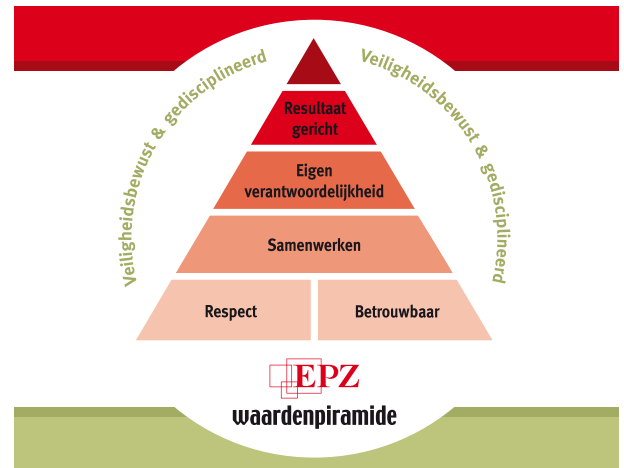 Veiligheidsbewust & gedisciplineerd
Veiligheidsbewust & gedisciplineerd
Resultaat
gericht
Eigen
verantwoordelijkheid
Samenwerken
Respect
Betrouwbaar
EPZ
waardenpiramide